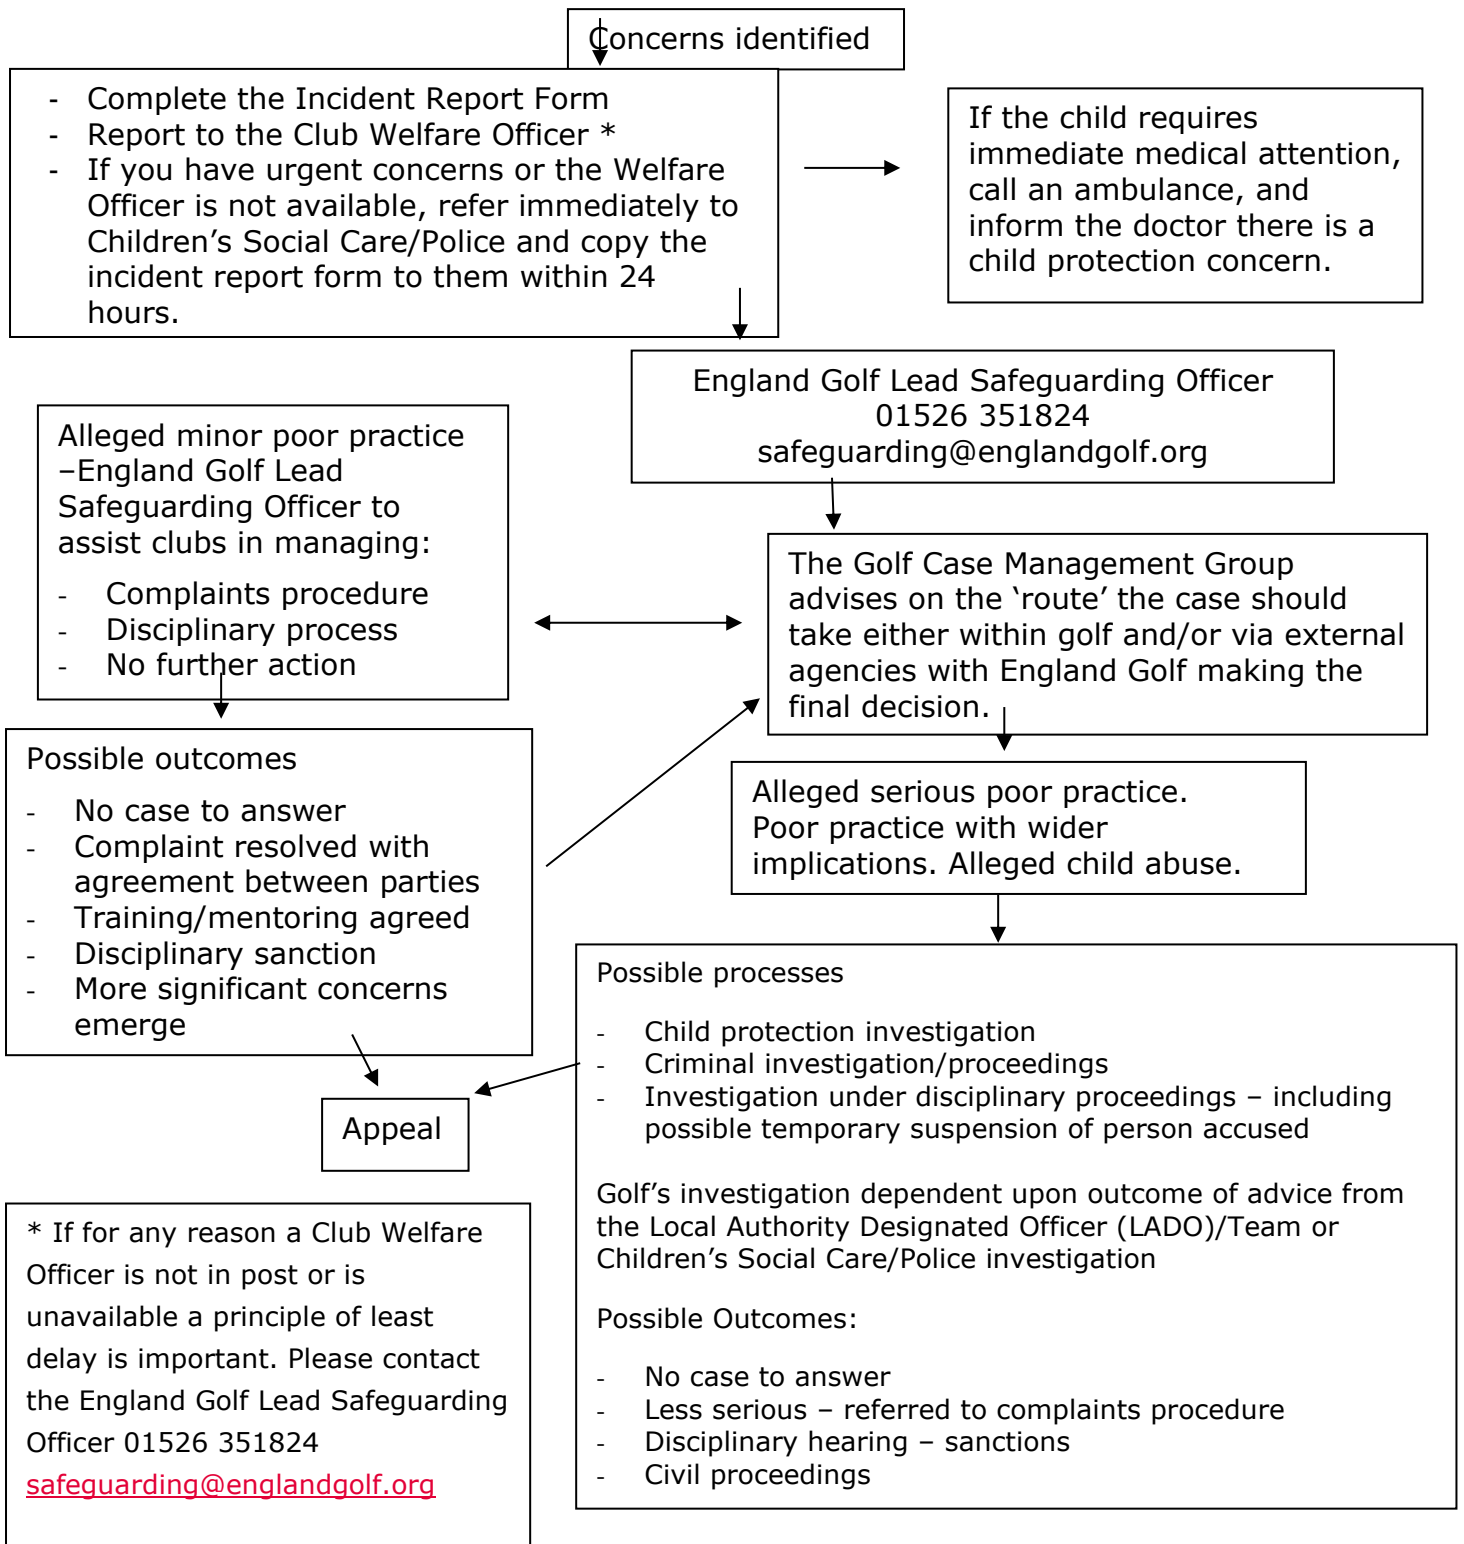 Concerns identified
- Complete the Incident Report Form
- Report to the Club Welfare Officer *
- If you have urgent concerns or the Welfare
Officer is not available, refer immediately to
Children’s Social Care/Police and copy the
incident report form to them within 24
hours.
If the child requires
immediate medical attention,
call an ambulance, and
inform the doctor there is a
child protection concern.
England Golf Lead Safeguarding Officer
01526 351824
safeguarding@englandgolf.org
Alleged minor poor practice
–England Golf Lead
Safeguarding Officer to
assist clubs in managing:
- Complaints procedure
- Disciplinary process
- No further action
The Golf Case Management Group
advises on the ‘route’ the case should
take either within golf and/or via external
agencies with England Golf making the
final decision.
Possible outcomes
- No case to answer
- Complaint resolved with
agreement between parties
- Training/mentoring agreed
- Disciplinary sanction
- More significant concerns
emerge
Alleged serious poor practice.
Poor practice with wider
implications. Alleged child abuse.
Possible processes
- Child protection investigation
- Criminal investigation/proceedings
- Investigation under disciplinary proceedings – including
possible temporary suspension of person accused
Golf’s investigation dependent upon outcome of advice from
the Local Authority Designated Officer (LADO)/Team or
Children’s Social Care/Police investigation
Possible Outcomes:
- No case to answer
- Less serious – referred to complaints procedure
- Disciplinary hearing – sanctions
- Civil proceedings
Appeal
* If for any reason a Club Welfare
Officer is not in post or is
unavailable a principle of least
delay is important. Please contact
the England Golf Lead Safeguarding
Officer 01526 351824
safeguarding@englandgolf.org